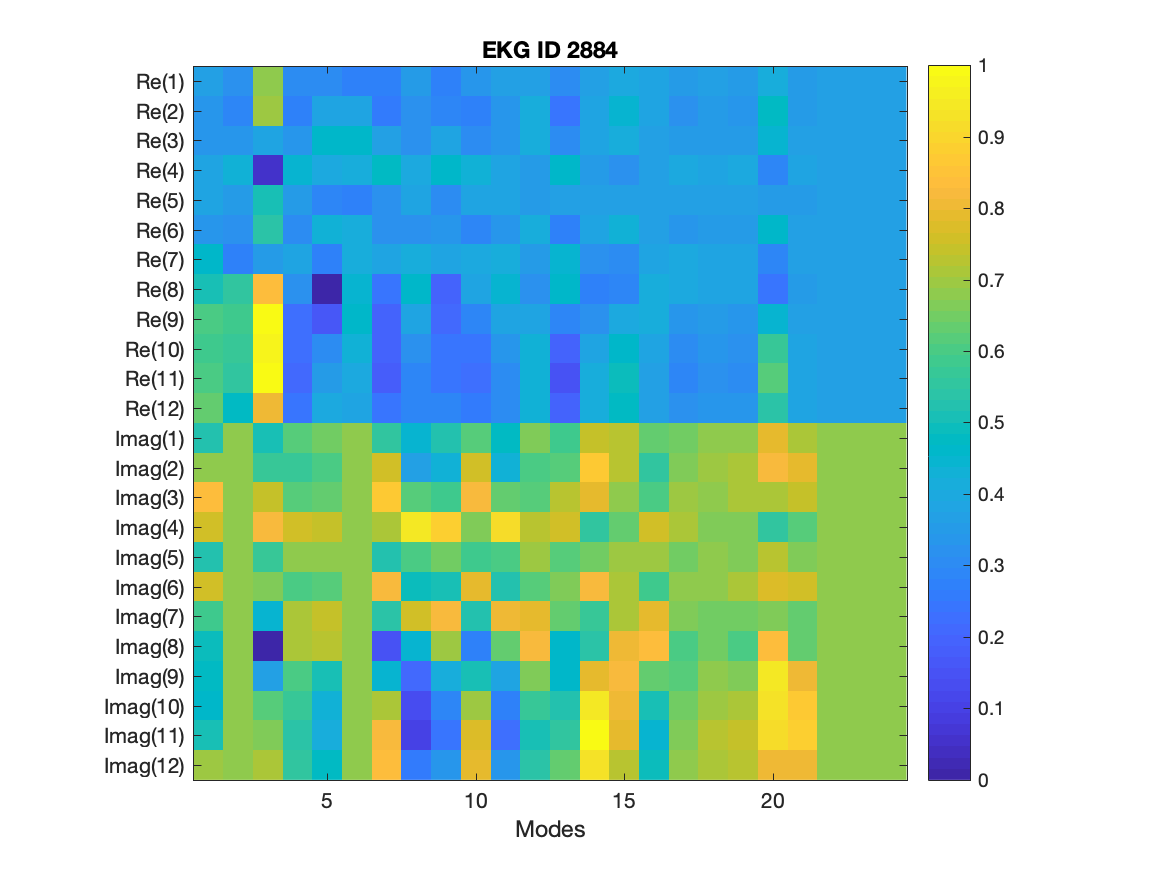 EKG ID 2884
Re(1)
Re(2)
Re(3)
Re(4)
Re(5)
Re(6)
Re(7)
Re(8)
Re(9)
Re(10)
Re(11)
Re(12)
Imag(1)
Imag(2)
Imag(3)
Imag(4)
Imag(5)
Imag(6)
Imag(7)
Imag(8)
Imag(9)
Imag(10)
Imag(11)
Imag(12)
5 10 15 20
Modes
1
0.9
0.8
0.7
0.6
0.5
0.4
0.3
0.2
0.1
0